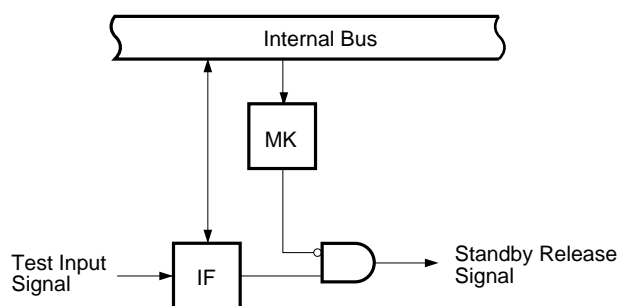 Internal Bus
MK
Test Input
Signal
IF
Standby Release
Signal